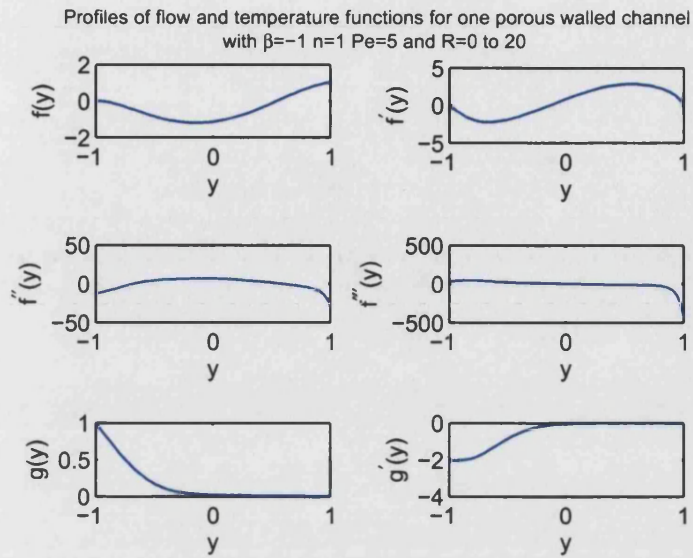 Profiles of flow and temperature functions for one porous walled channel
with β=−1 n=1 Pe=5 and R=0 to 20
2
0
−2
f(y)
−1
0
1
y
5
0
−5
f′(y)
−1
0
1
y
50
0
−50
f″(y)
−1
0
1
y
500
0
−500
f‴(y)
−1
0
1
y
1
0.5
0
g(y)
−1
0
1
y
0
−2
−4
g′(y)
−1
0
1
y